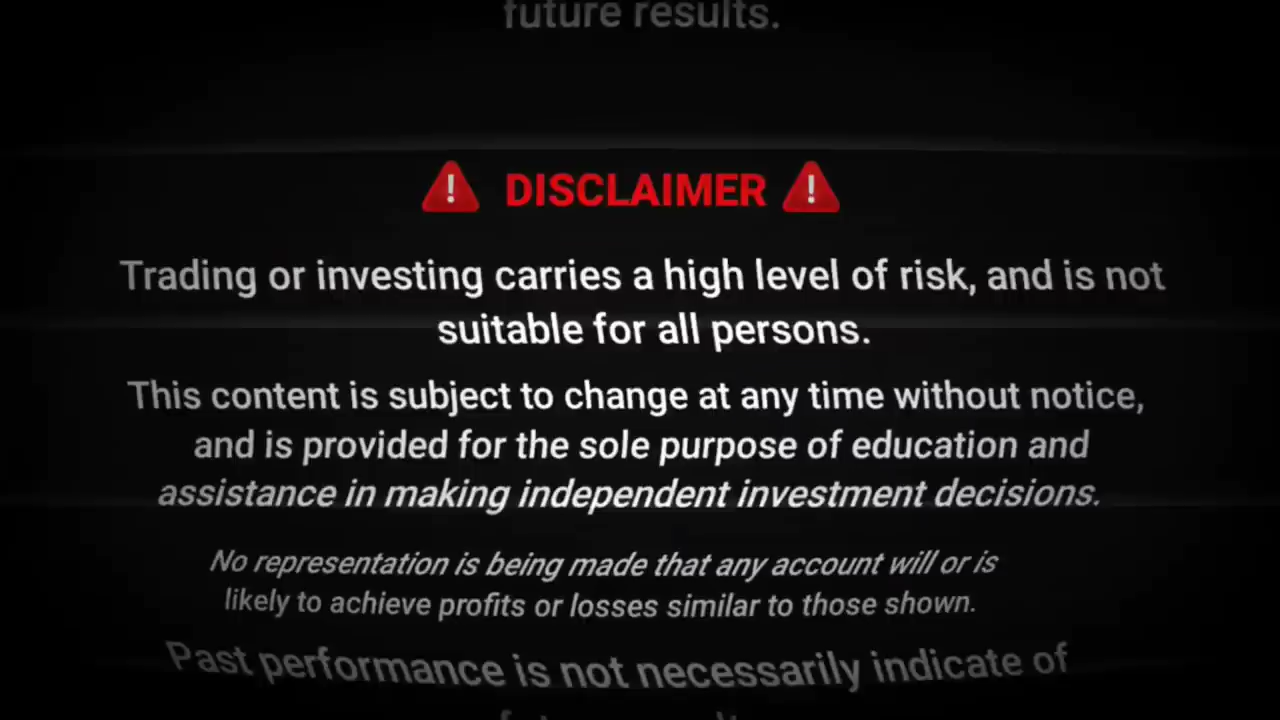 future results.
DISCLAIMER
Trading or investing carries a high level of risk, and is not
suitable for all persons.
This content is subject to change at any time without notice,
and is provided for the sole purpose of education and
assistance in making independent investment decisions.
No representation is being made that any account will or is
likely to achieve profits or losses similar to those shown.
Past performance is not necessarily indicate of